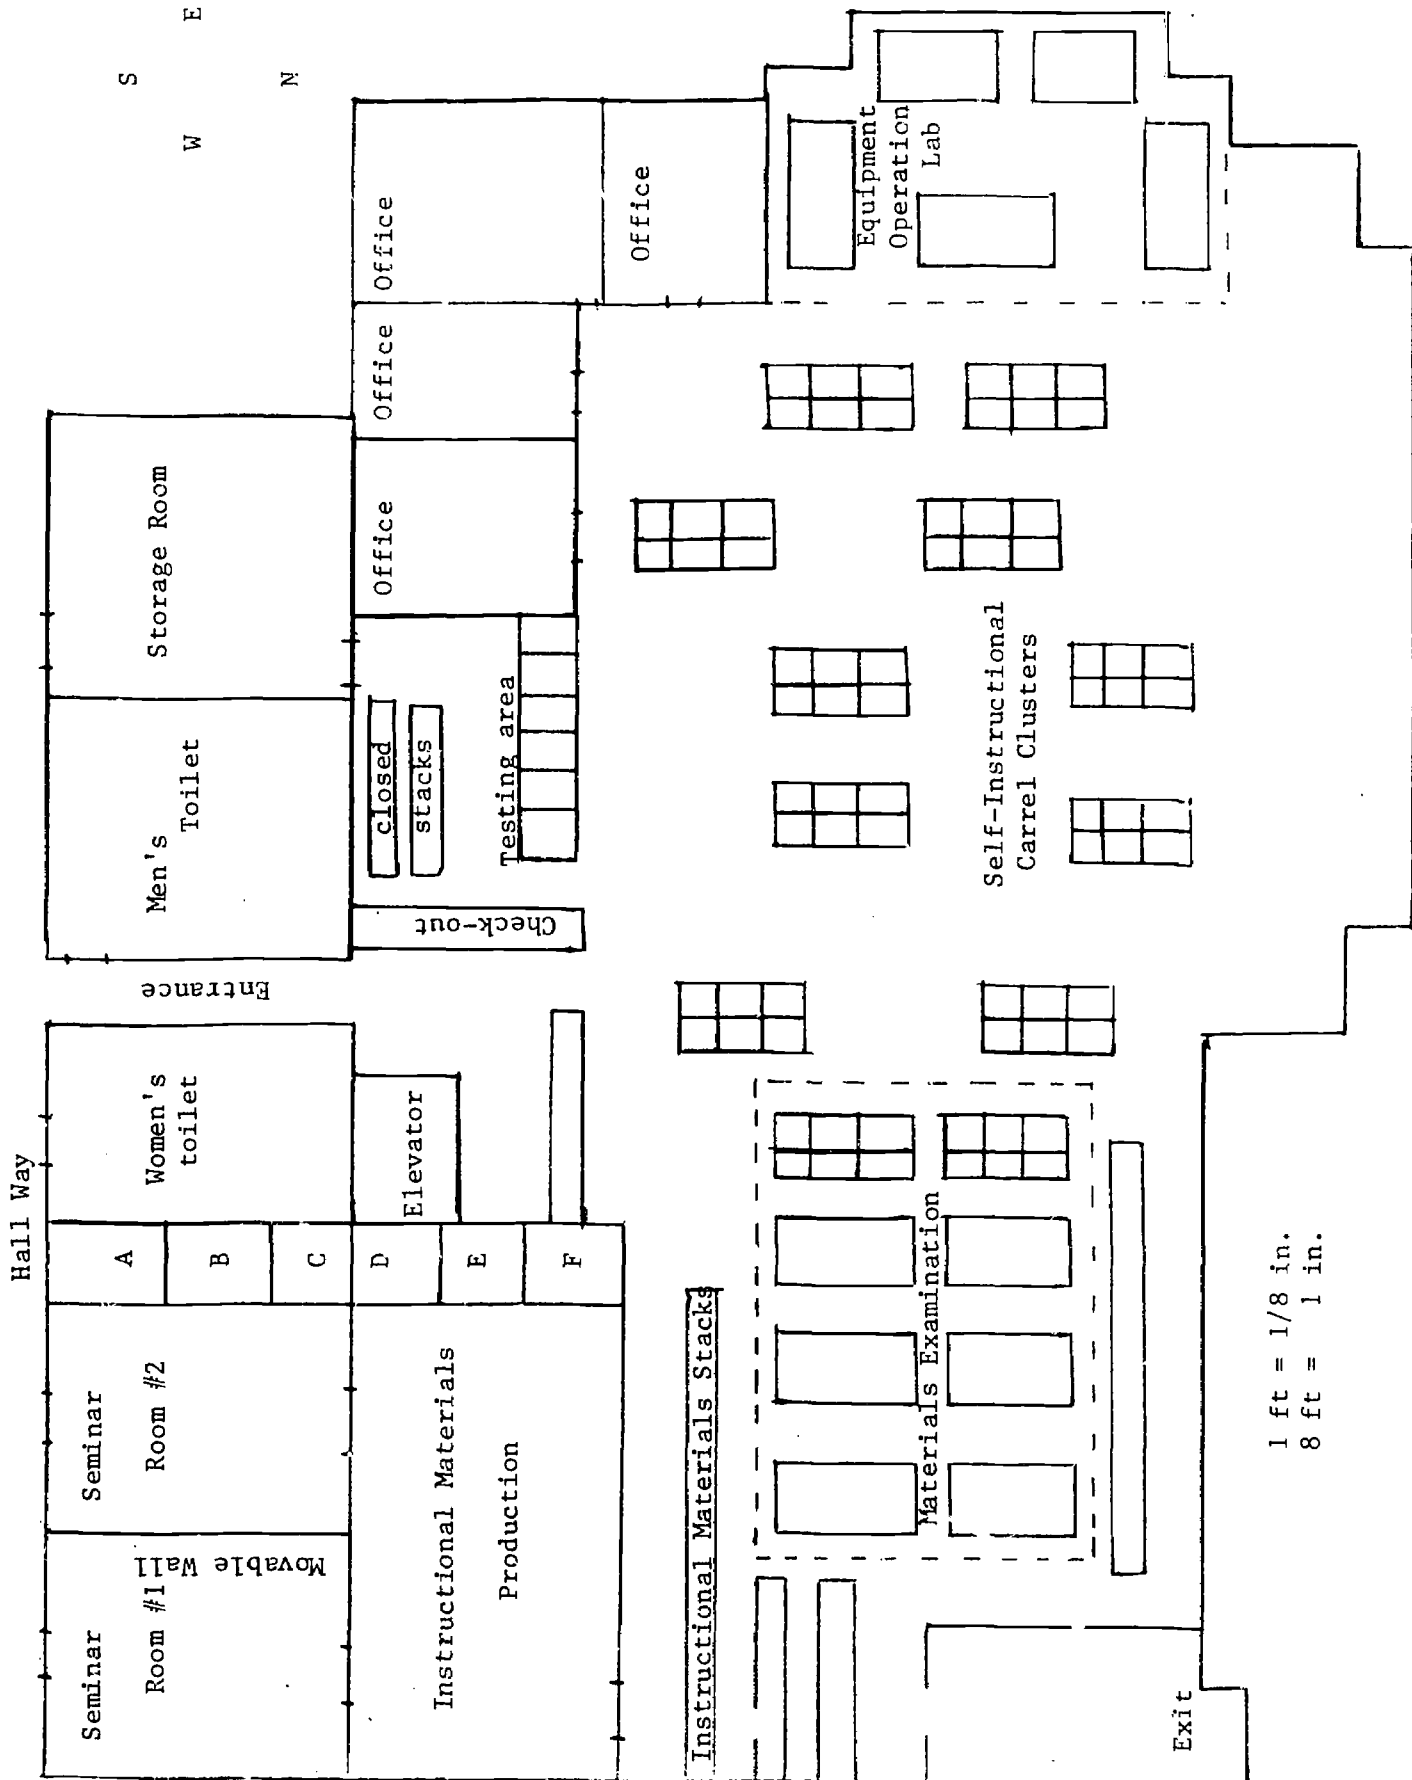 Hall Way
S
E
W
N
Seminar
Room #1
Movable Wall
Seminar
Room #2
A
B
C
D
E
F
Women's
toilet
Entrance
Men's
Toilet
Storage Room
Instructional Materials
Production
Elevator
Check-out
closed
stacks
Testing area
Office
Office
Office
Office
Instructional Materials Stacks
Materials Examination
Self-Instructional
Carrel Clusters
Equipment
Operation
Lab
Exit
1 ft = 1/8 in.
8 ft = 1 in.